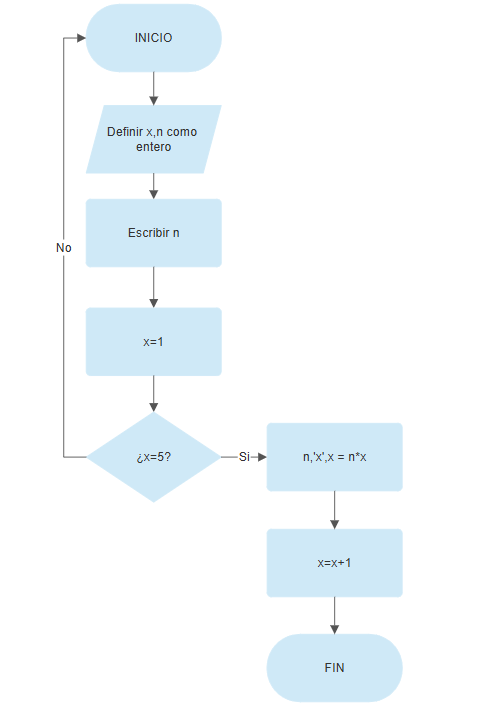 INICIO
Definir x,n como
entero
Escribir n
No
x=1
¿x=5?
Si
n,'x',x = n*x
x=x+1
FIN